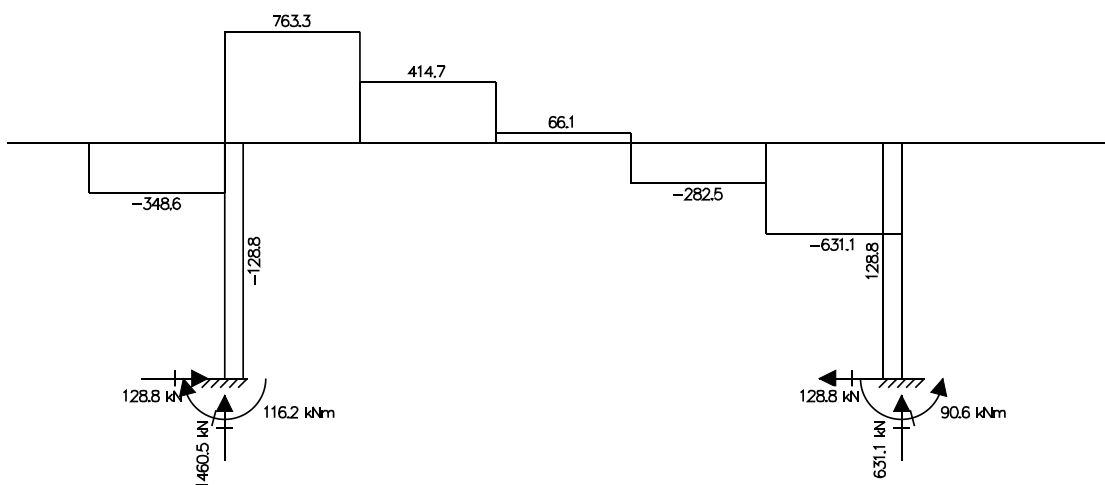 763.3
414.7
66.1
-348.6
-282.5
-631.1
-128.8
128.8
128.8 kN
116.2 kNm
1460.5 kN
128.8 kN
90.6 kNm
631.1 kN